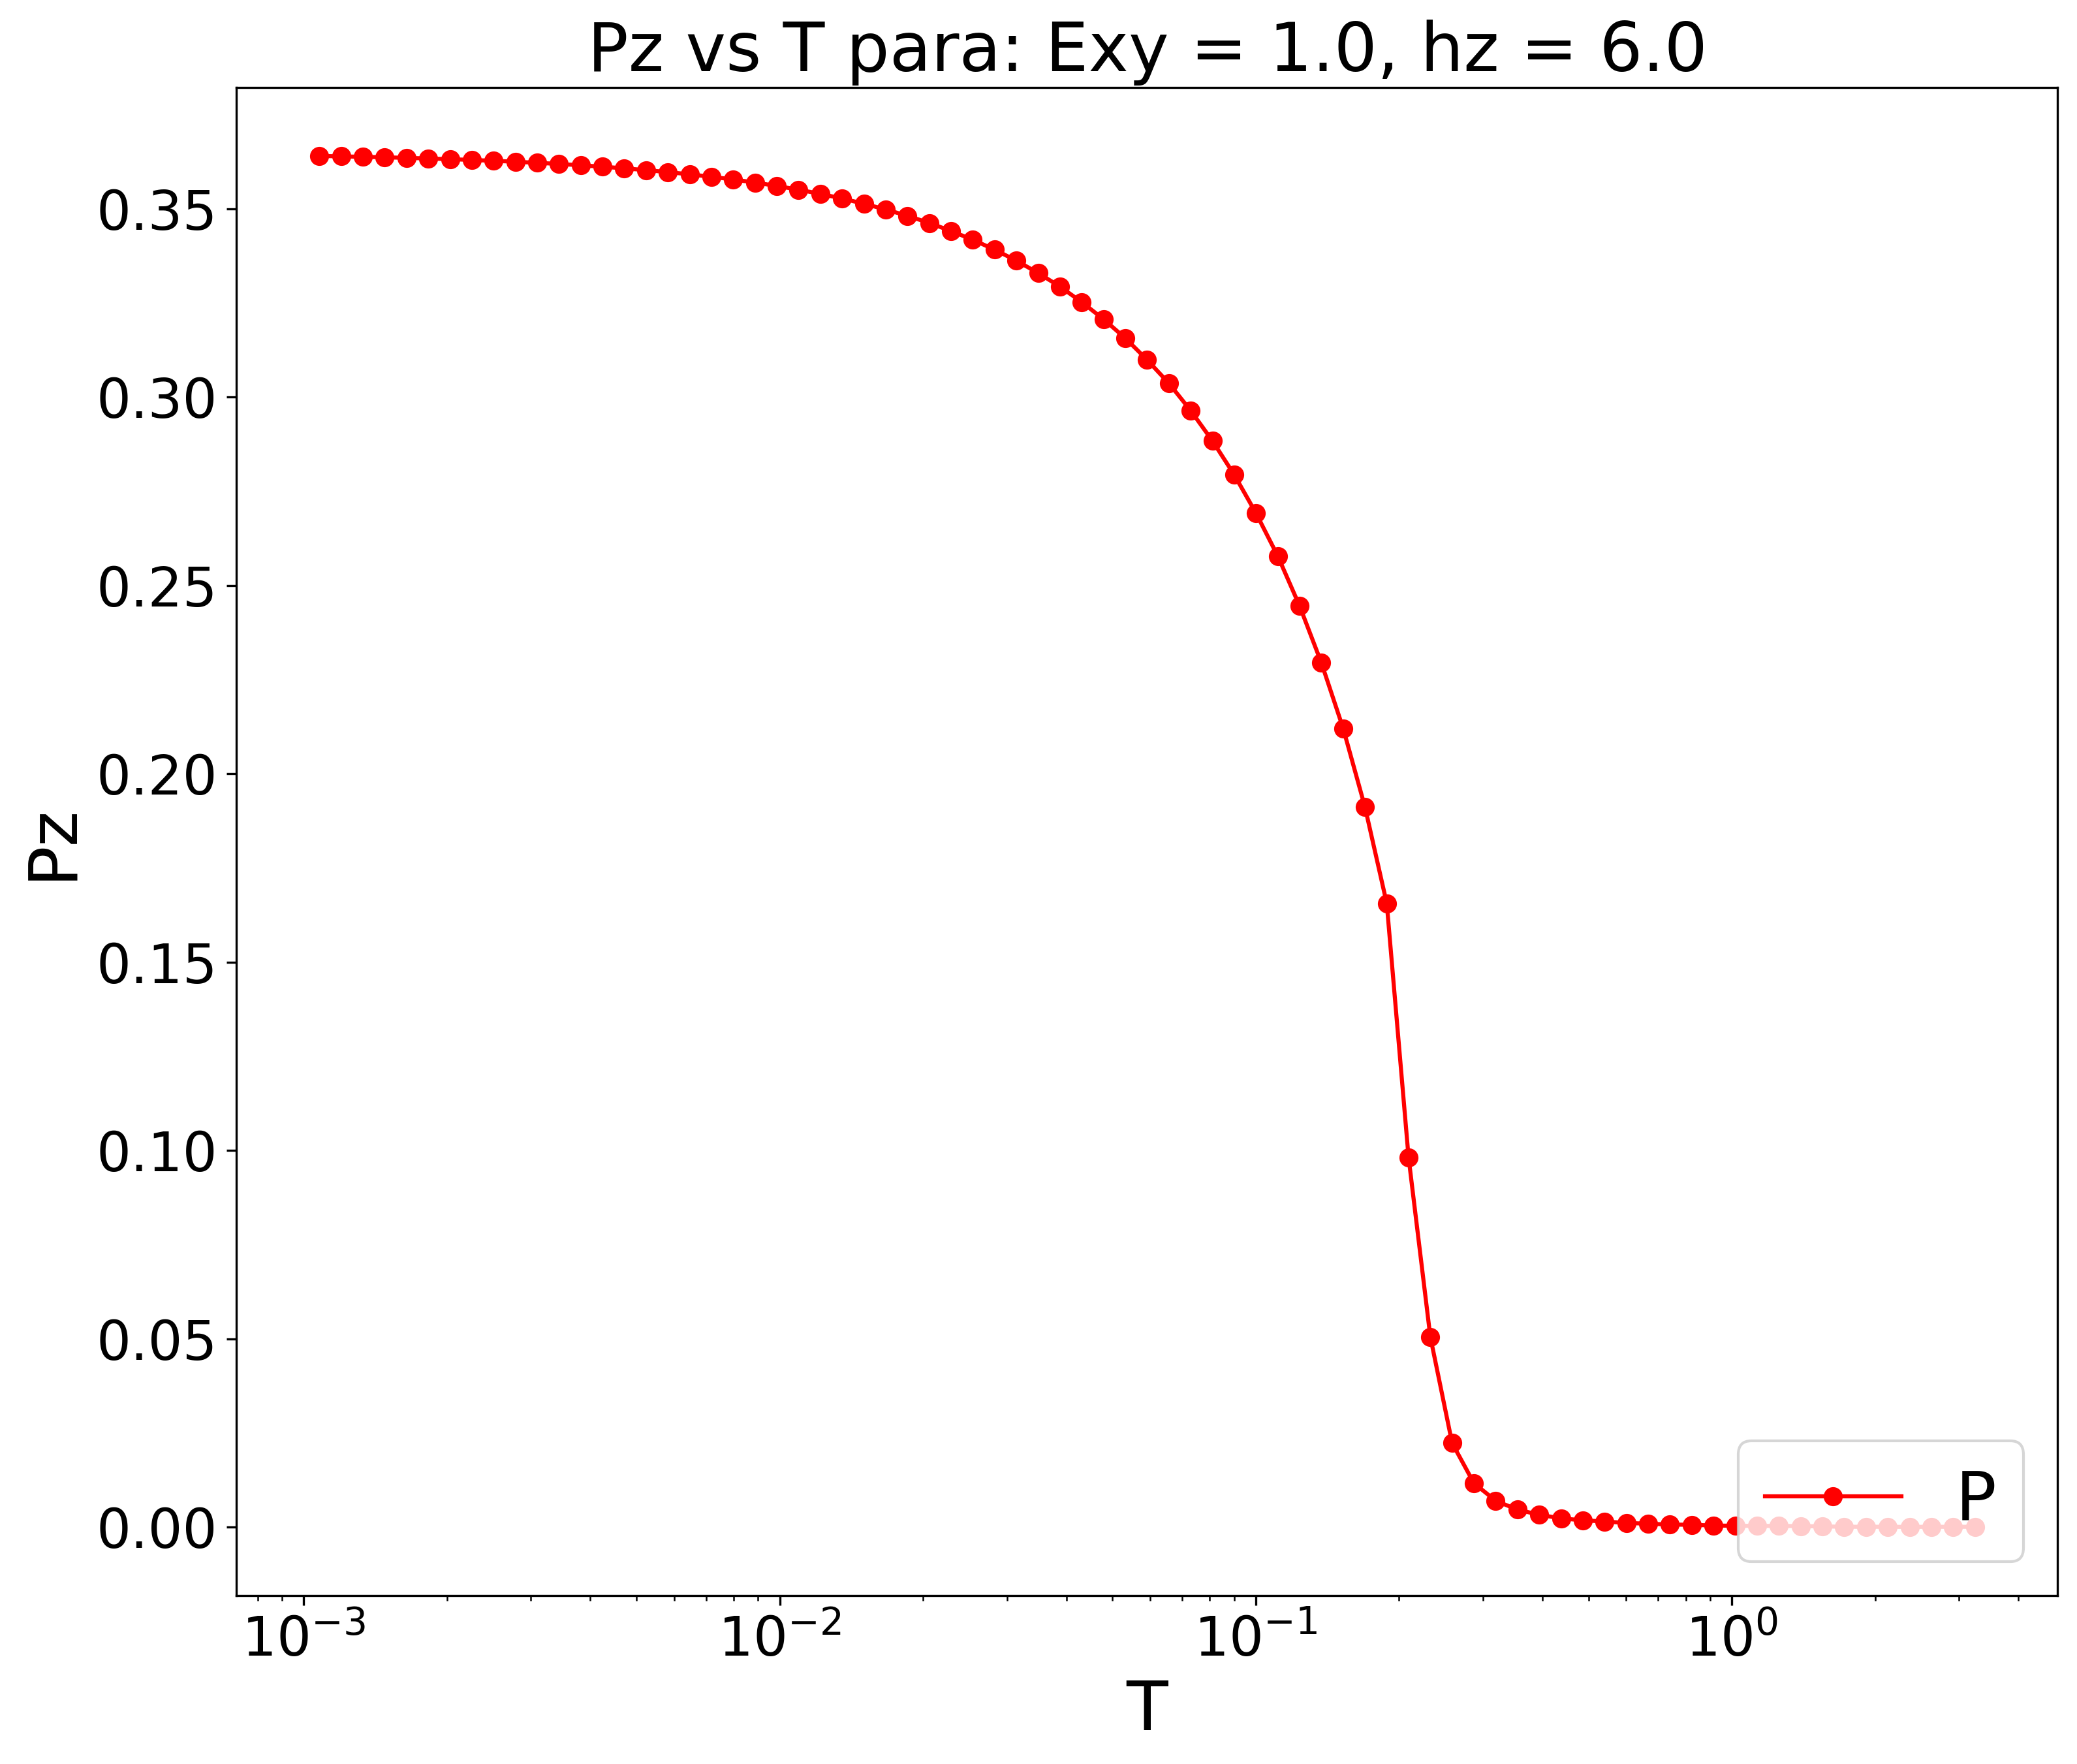 Pz vs T para: Exy = 1.0, hz = 6.0
Pz
0.35
0.30
0.25
0.20
0.15
0.10
0.05
0.00
P
10⁻³ 10⁻² 10⁻¹ 10⁰
T